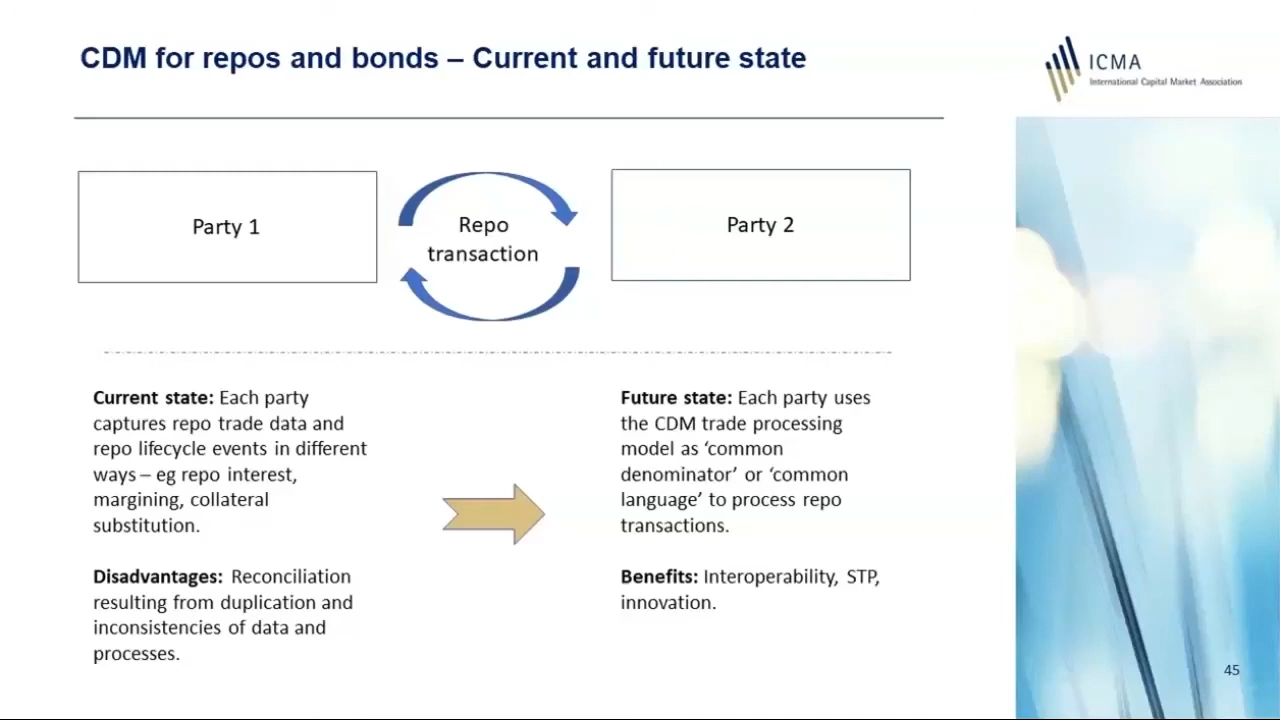 CDM for repos and bonds – Current and future state
ICMA
International Capital Market Association
Party 1
Repo
transaction
Party 2
Current state: Each party
captures repo trade data and
repo lifecycle events in different
ways – eg repo interest,
margining, collateral
substitution.
Disadvantages: Reconciliation
resulting from duplication and
inconsistencies of data and
processes.
Future state: Each party uses
the CDM trade processing
model as ‘common
denominator’ or ‘common
language’ to process repo
transactions.
Benefits: Interoperability, STP,
innovation.
45